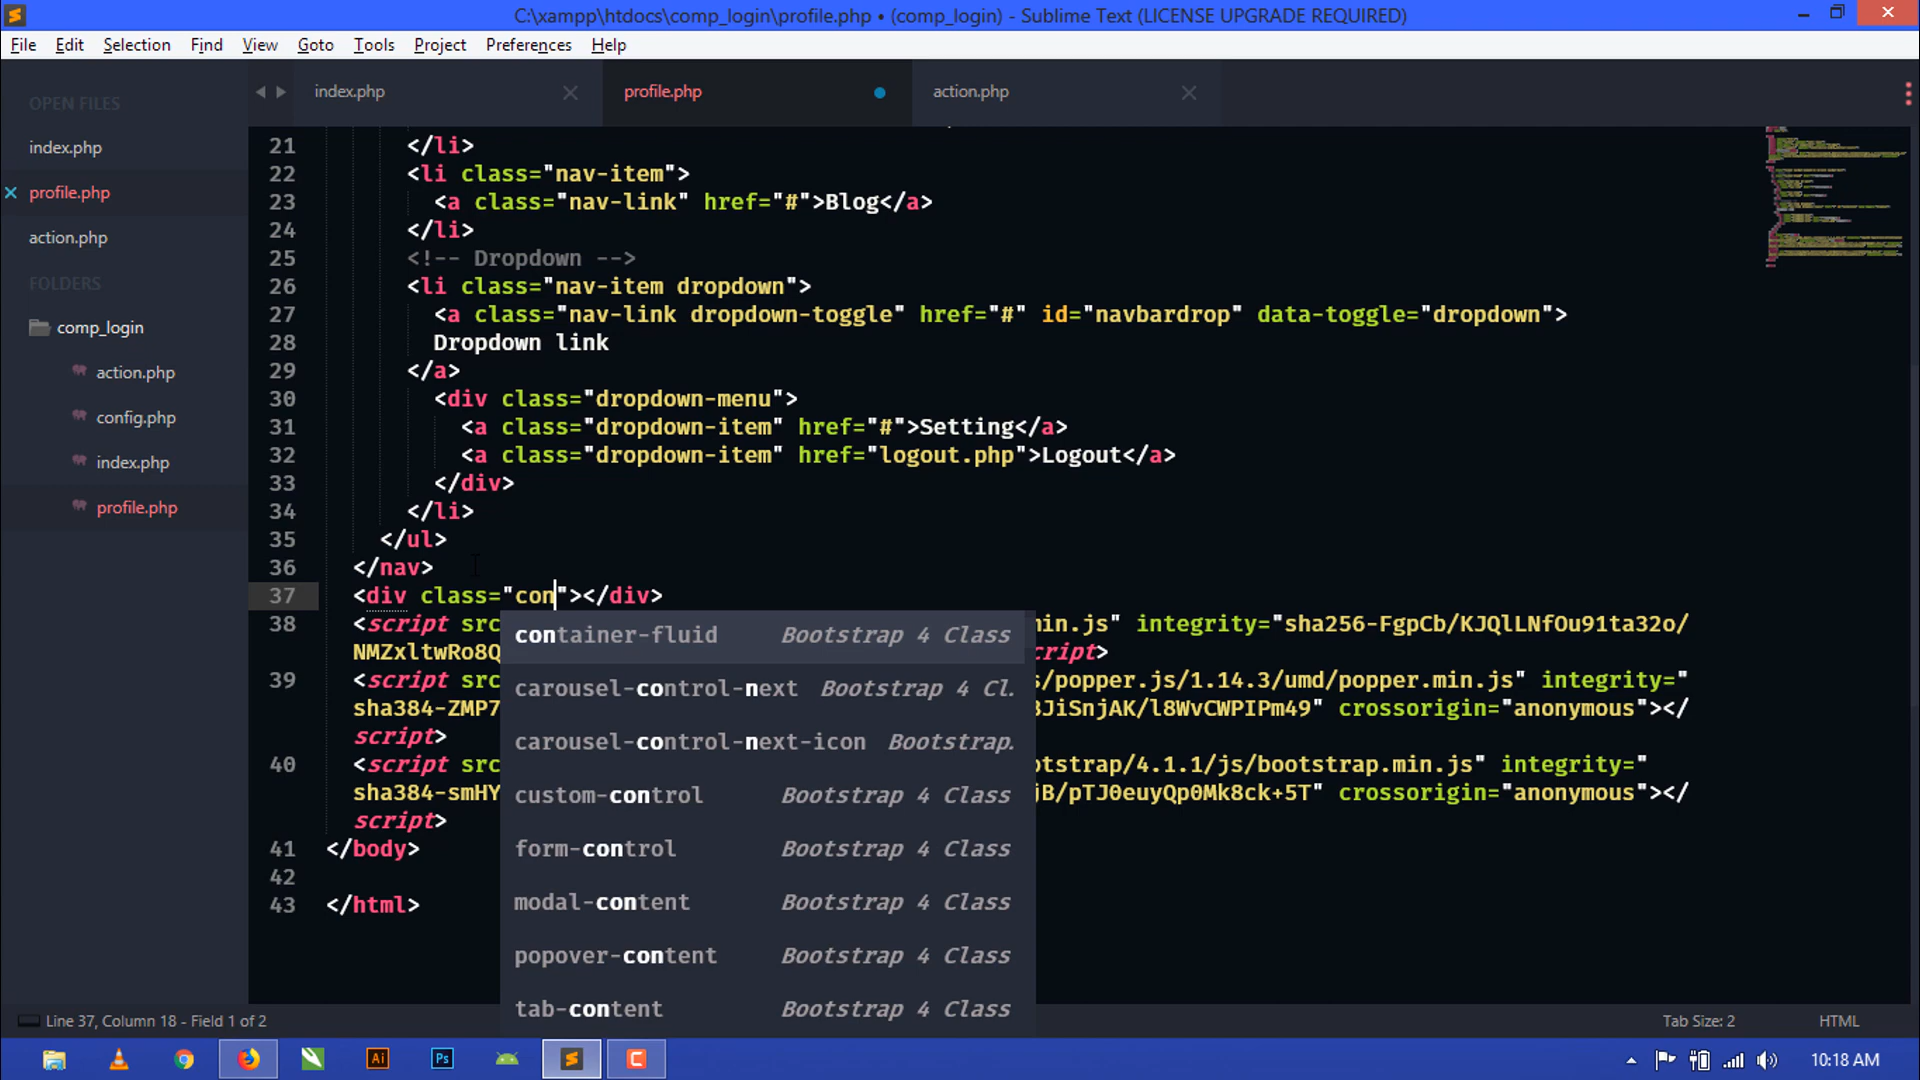 C:\xampp\htdocs\comp_login\profile.php • (comp_login) - Sublime Text (LICENSE UPGRADE REQUIRED)
File Edit Selection Find View Goto Tools Project Preferences Help
OPEN FILES
index.php
profile.php
action.php
FOLDERS
comp_login
action.php
config.php
index.php
profile.php
index.php profile.php action.php
21 </li>
22 <li class="nav-item">
23 <a class="nav-link" href="#">Blog</a>
24 </li>
25 <!-- Dropdown -->
26 <li class="nav-item dropdown">
27 <a class="nav-link dropdown-toggle" href="#" id="navbardrop" data-toggle="dropdown">
28 Dropdown link
29 </a>
30 <div class="dropdown-menu">
31 <a class="dropdown-item" href="#">Setting</a>
32 <a class="dropdown-item" href="logout.php">Logout</a>
33 </div>
34 </li>
35 </ul>
36 </nav>
37 <div class="con"></div>
38 <script src min.js" integrity="sha256-FgpCb/KJQlLNfOu91ta32o/
NMZxltwRo8Q cript>
39 <script src s/popper.js/1.14.3/umd/popper.min.js" integrity="
sha384-ZMP7 3JiSnjAK/l8WvCWPIPm49" crossorigin="anonymous"></
script>
40 <script src otstrap/4.1.1/js/bootstrap.min.js" integrity="
sha384-smHY jB/pTJ0euyQp0Mk8ck+5T" crossorigin="anonymous"></
script>
41 </body>
42
43 </html>
container-fluid Bootstrap 4 Class
carousel-control-next Bootstrap 4 Cl.
carousel-control-next-icon Bootstrap.
custom-control Bootstrap 4 Class
form-control Bootstrap 4 Class
modal-content Bootstrap 4 Class
popover-content Bootstrap 4 Class
tab-content Bootstrap 4 Class
Line 37, Column 18 - Field 1 of 2 Tab Size: 2 HTML
Ai Ps C 10:18 AM